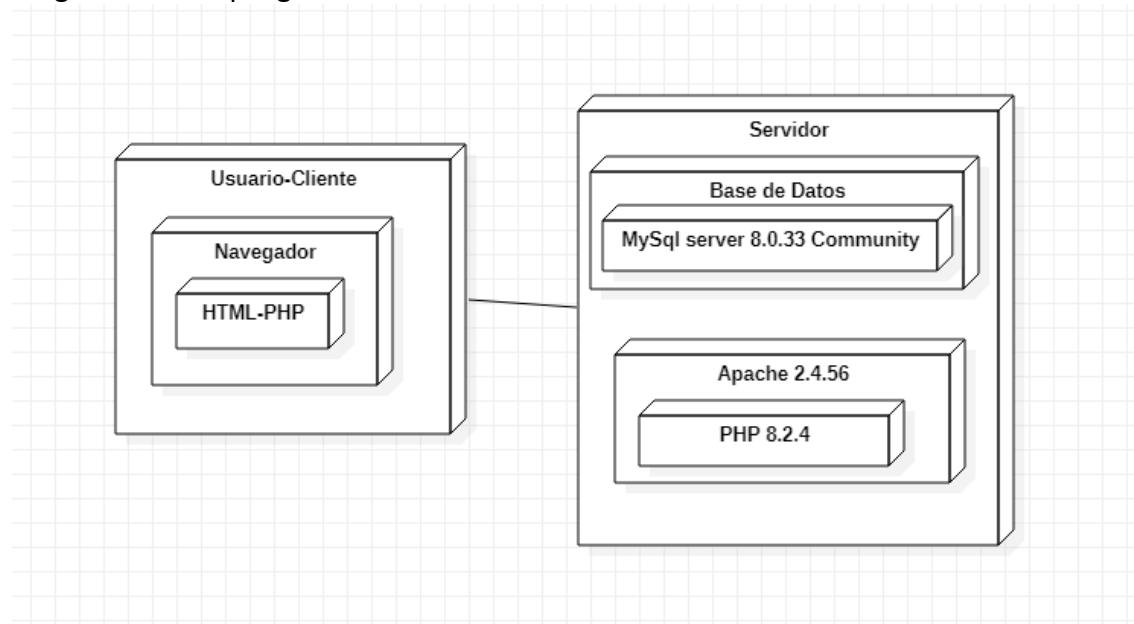 Usuario-Cliente
Navegador
HTML-PHP
Servidor
Base de Datos
MySql server 8.0.33 Community
Apache 2.4.56
PHP 8.2.4